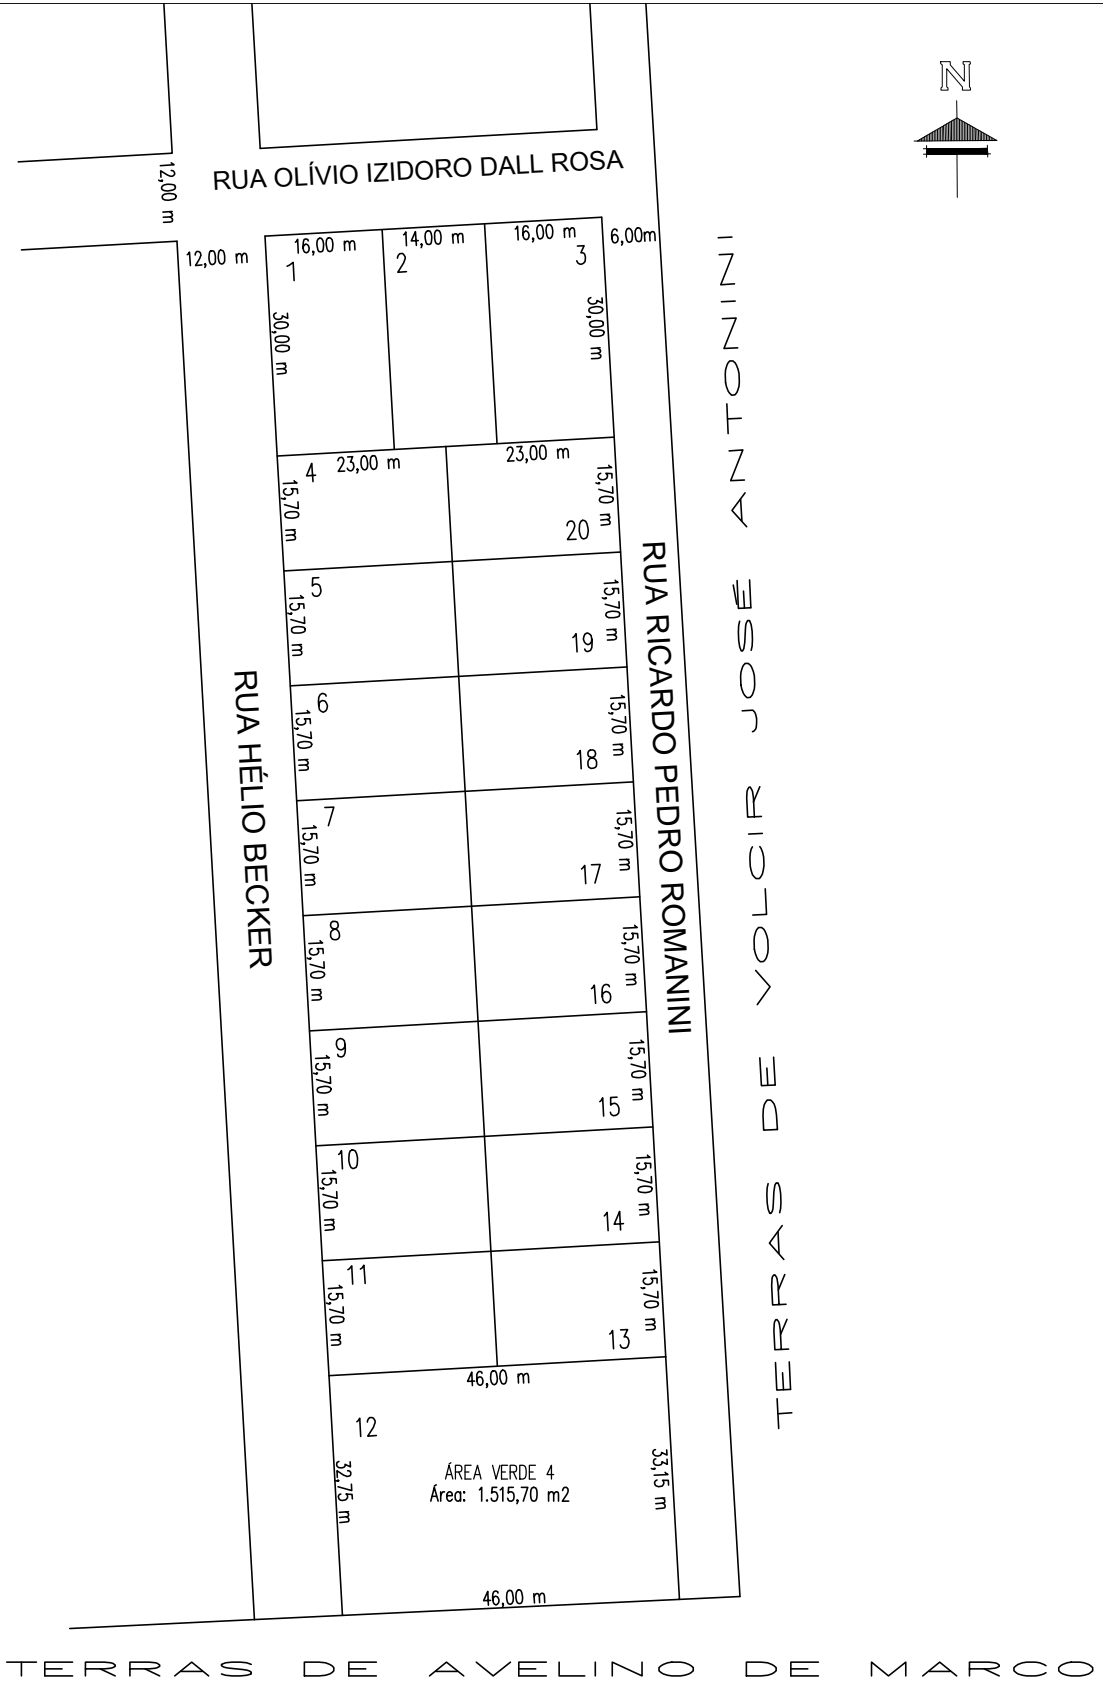 N
RUA OLÍVIO IZIDORO DALL ROSA
12,00 m
12,00 m
16,00 m
14,00 m
16,00 m
6,00m
1
2
3
30,00 m
30,00 m
4
23,00 m
23,00 m
15,70 m
15,70 m
20
5
15,70 m
15,70 m
19
6
15,70 m
15,70 m
18
7
15,70 m
15,70 m
17
8
15,70 m
15,70 m
16
9
15,70 m
15,70 m
15
10
15,70 m
15,70 m
14
11
15,70 m
15,70 m
13
46,00 m
12
32,75 m
ÁREA VERDE 4
Área: 1.515,70 m2
33,15 m
46,00 m
RUA HÉLIO BECKER
RUA RICARDO PEDRO ROMANINI
TERRAS DE VOLCIR JOSÉ ANTONINI
TERRAS DE AVELINO DE MARCO